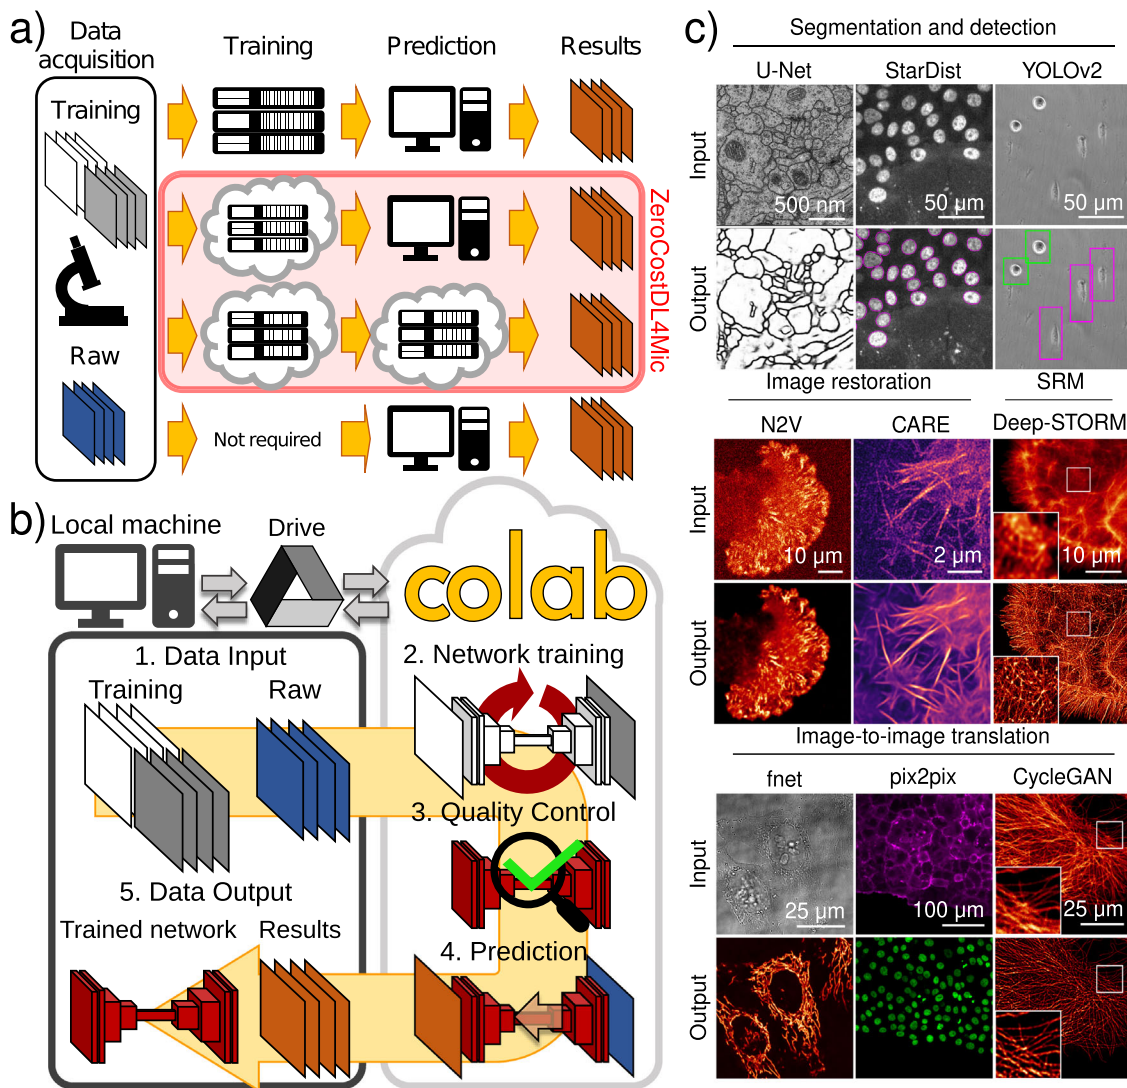 a)
Data acquisition
Training
Prediction
Results
Training
Raw
Not required
ZeroCostDL4Mic
b)
Local machine
Drive
colab
1. Data Input
Training
Raw
2. Network training
3. Quality Control
4. Prediction
5. Data Output
Trained network
Results
c)
Segmentation and detection
U-Net
StarDist
YOLOv2
Input
500 nm
50 µm
50 µm
Output
Image restoration
SRM
N2V
CARE
Deep-STORM
Input
10 µm
2 µm
10 µm
Output
Image-to-image translation
fnet
pix2pix
CycleGAN
Input
25 µm
100 µm
25 µm
Output